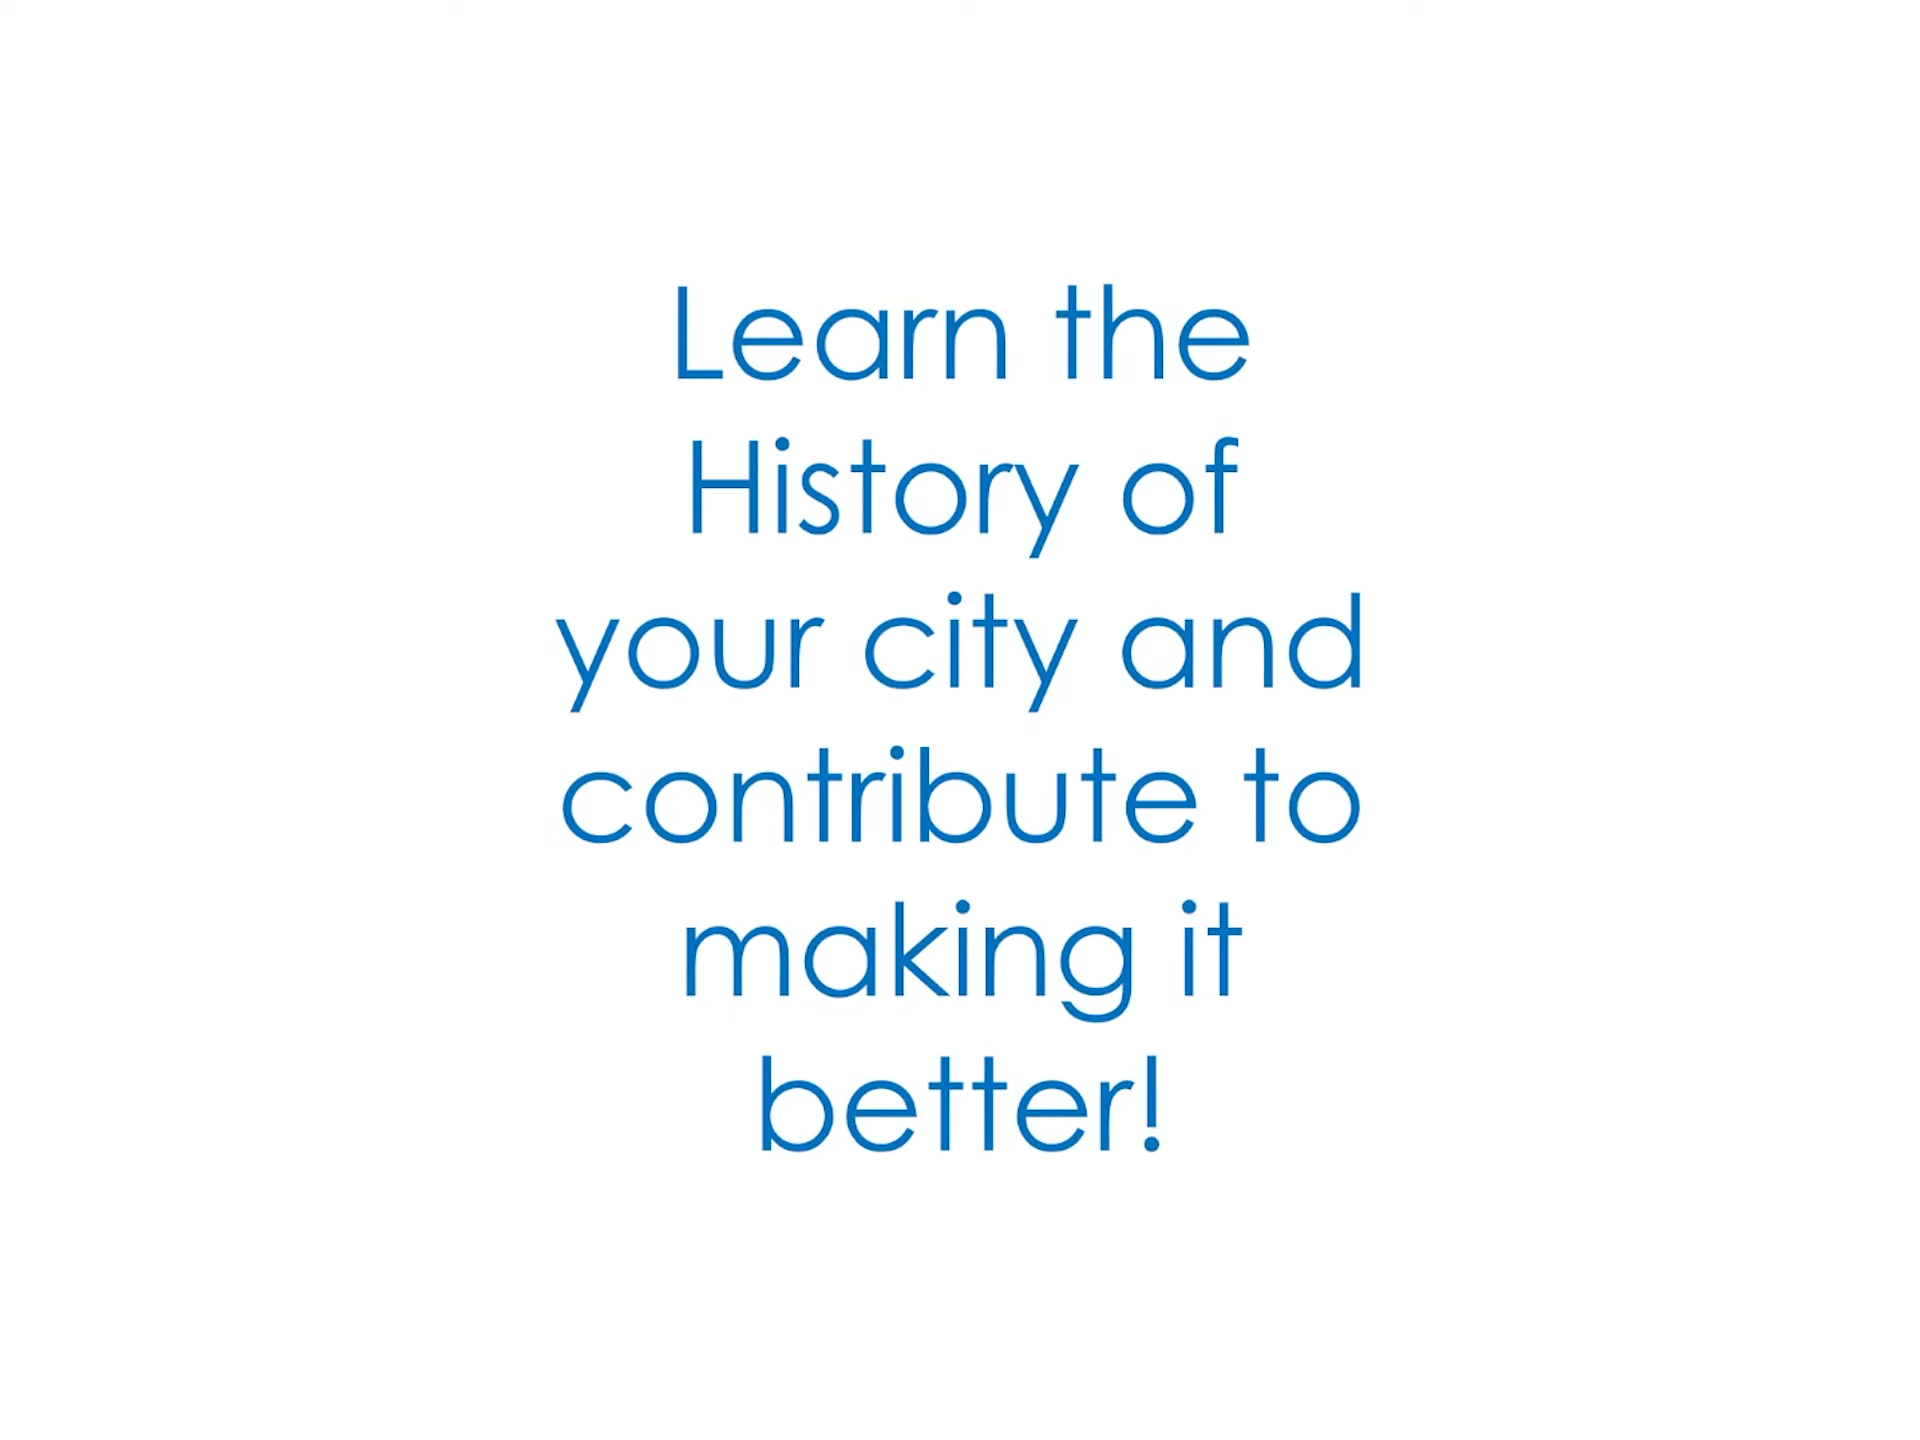 Learn the
History of
your city and
contribute to
making it
better!